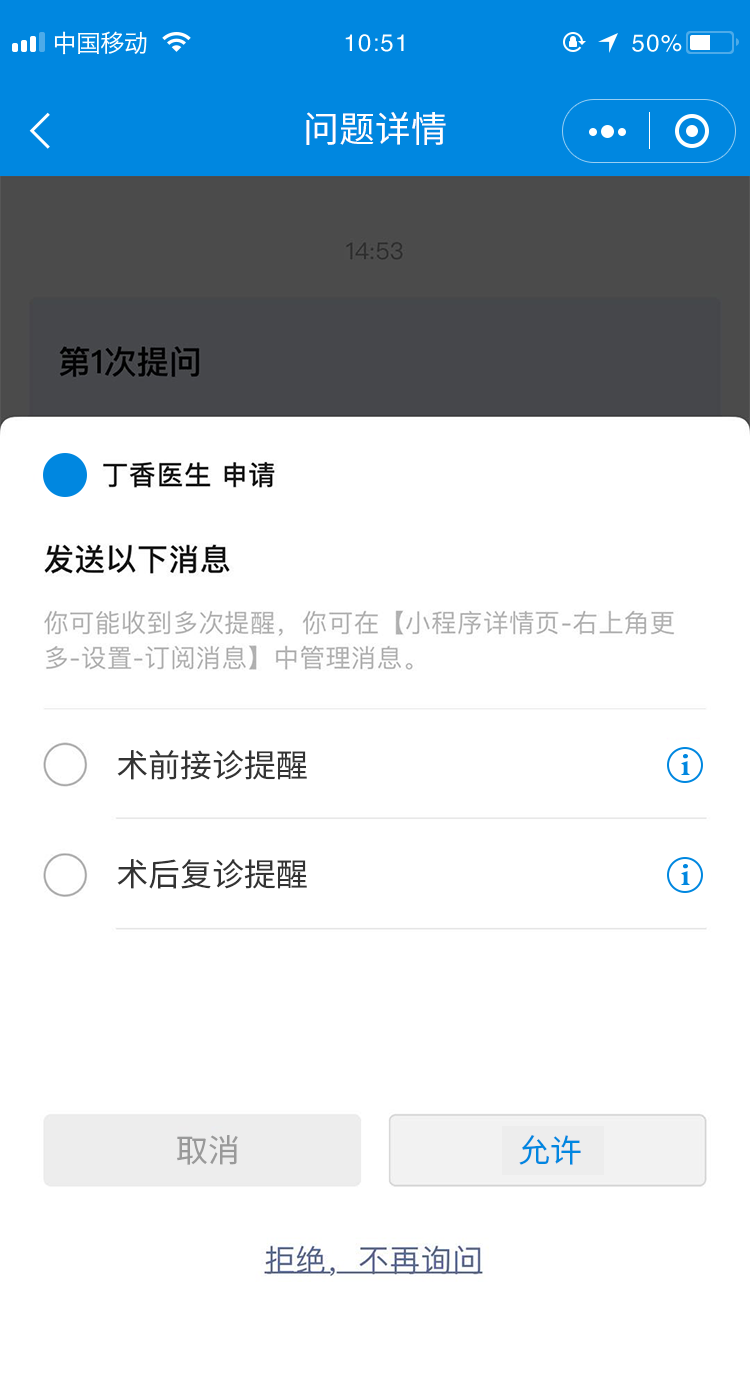 中国移动 10:51 50%
问题详情
14:53
第1次提问
丁香医生 申请
发送以下消息
你可能收到多次提醒，你可在【小程序详情页-右上角更
多-设置-订阅消息】中管理消息。
术前接诊提醒
术后复诊提醒
取消 允许
拒绝，不再询问